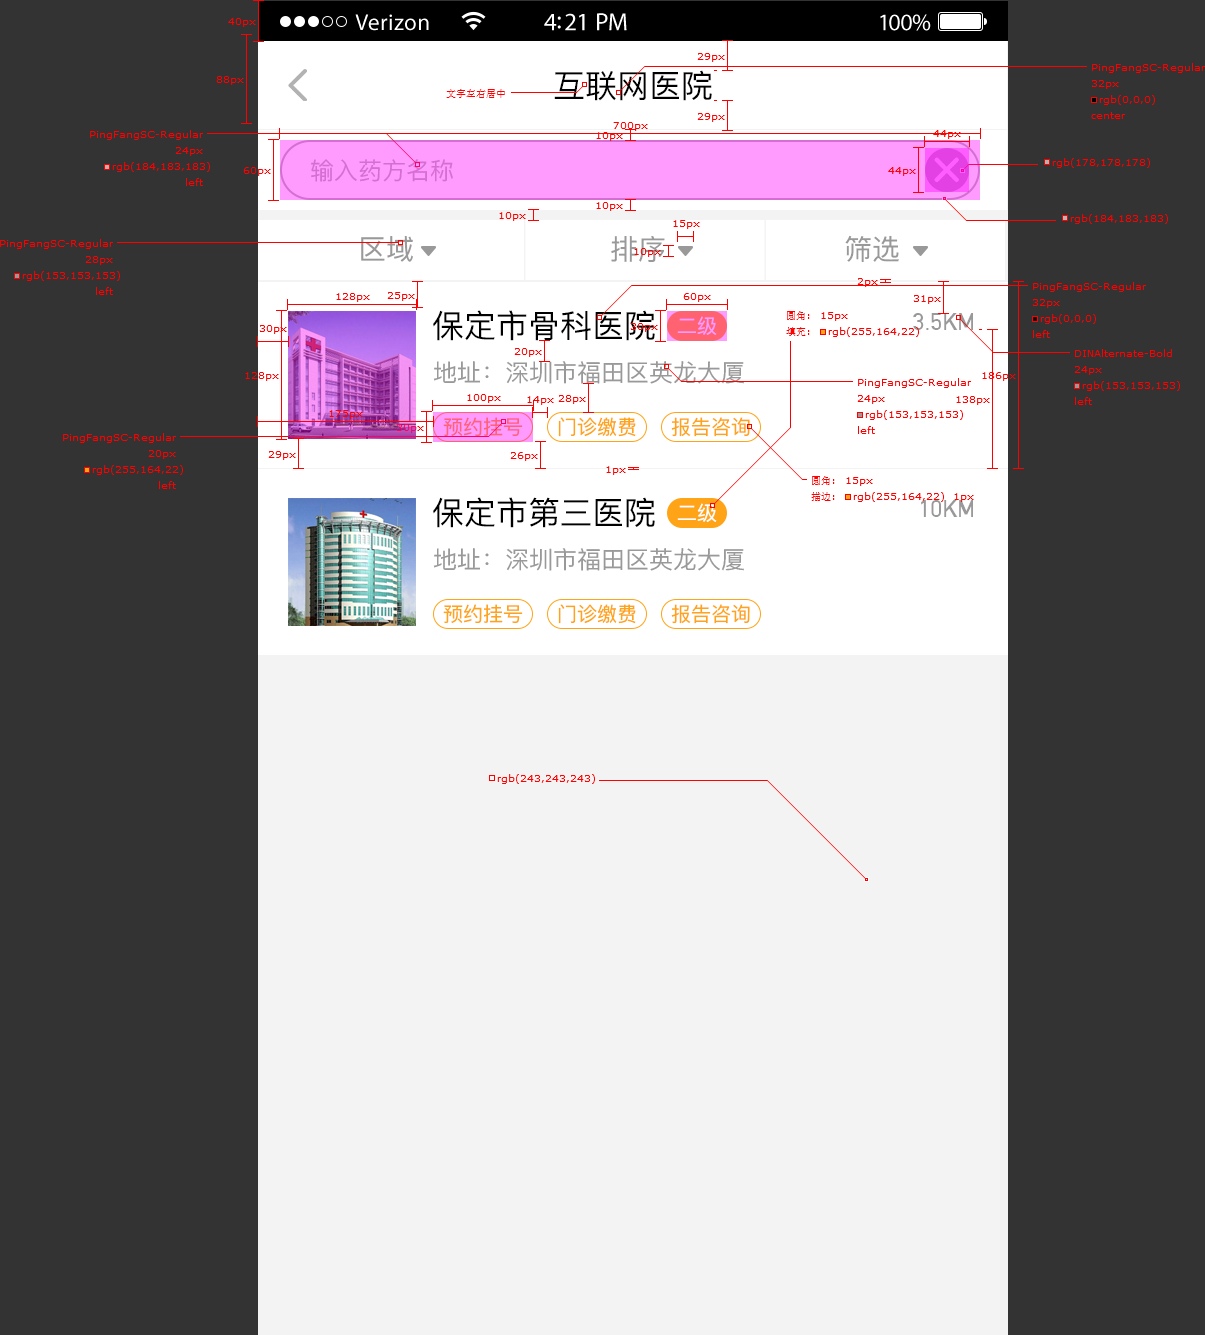 40px
Verizon
4:21 PM
100%
88px
29px
互联网医院
文字左右居中
PingFangSC-Regular
32px
rgb(0,0,0)
center
29px
700px
10px
44px
PingFangSC-Regular
24px
rgb(184,183,183)
left
60px
输入药方名称
44px
rgb(178,178,178)
10px
10px
rgb(184,183,183)
15px
PingFangSC-Regular
28px
rgb(153,153,153)
left
区域
排序
10px
筛选
2px
128px
25px
60px
31px
PingFangSC-Regular
32px
rgb(0,0,0)
left
30px
保定市骨科医院
30px
二级
圆角: 15px
填充: rgb(255,164,22)
3.5KM
20px
DINAlternate-Bold
24px
rgb(153,153,153)
left
128px
地址：深圳市福田区英龙大厦
186px
PingFangSC-Regular
24px
rgb(153,153,153)
left
138px
100px
14px
28px
175px
30px
预约挂号
门诊缴费
报告咨询
PingFangSC-Regular
20px
rgb(255,164,22)
left
29px
26px
1px
圆角: 15px
描边: rgb(255,164,22) 1px
保定市第三医院
二级
10KM
地址：深圳市福田区英龙大厦
预约挂号
门诊缴费
报告咨询
rgb(243,243,243)